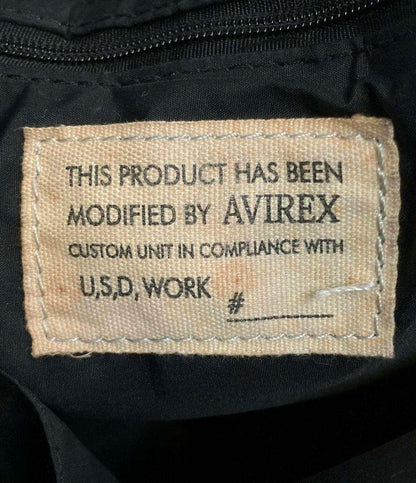 THIS PRODUCT HAS BEEN
MODIFIED BY AVIREX
CUSTOM UNIT IN COMPLIANCE WITH
U,S,D, WORK #